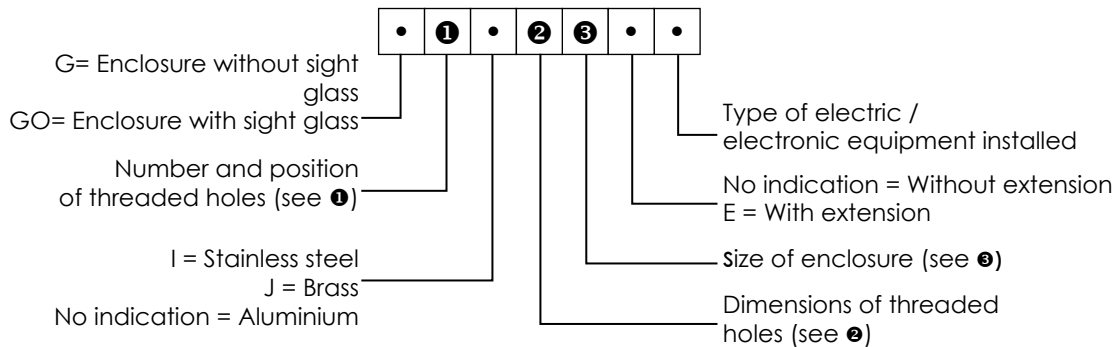 • ❶ • ❷ ❸ • •
G= Enclosure without sight
glass
GO= Enclosure with sight glass
Number and position
of threaded holes (see ❶)
I = Stainless steel
J = Brass
No indication = Aluminium
Type of electric /
electronic equipment installed
No indication = Without extension
E = With extension
Size of enclosure (see ❸)
Dimensions of threaded
holes (see ❷)